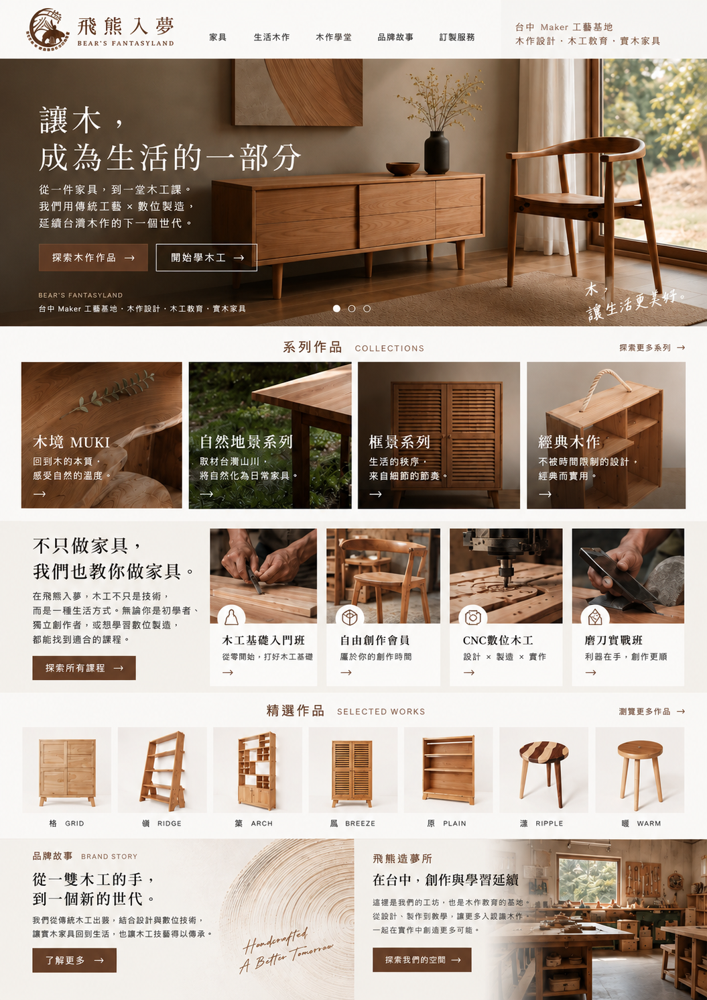 飛熊入夢
BEAR'S FANTASYLAND
家具
生活木作
木作學堂
品牌故事
訂製服務
台中 Maker 工藝基地
木作設計・木工教育・實木家具
讓木，
成為生活的一部分
從一件家具，到一堂木工課。
我們用傳統工藝 × 數位製造，
延續台灣木作的下一個世代。
探索木作作品 →
開始學木工 →
BEAR'S FANTASYLAND
台中 Maker 工藝基地・木作設計・木工教育・實木家具
木，
讓生活更美好。
系列作品 COLLECTIONS
探索更多系列 →
木境 MUKI
回到木的本質，
感受自然的溫度。
→
自然地景系列
取材台灣山川，
將自然化為日常家具。
→
框景系列
生活的秩序，
來自細節的節奏。
→
經典木作
不被時間限制的設計，
經典而實用。
→
不只做家具，
我們也教你做家具。
在飛熊入夢，木工不只是技術，
而是一種生活方式。無論你是初學者、
獨立創作者，或想學習數位製造，
都能找到適合的課程。
探索所有課程 →
木工基礎入門班
從零開始，打好木工基礎
→
自由創作會員
屬於你的創作時間
→
CNC數位木工
設計 × 製造 × 實作
→
磨刀實戰班
利器在手，創作更順
→
精選作品 SELECTED WORKS
瀏覽更多作品 →
格 GRID
嶺 RIDGE
ARCH
BREEZE
原 PLAIN
RIPPLE
暖 WARM
品牌故事 BRAND STORY
從一雙木工的手，
到一個新的世代。
我們從傳統木工出發，結合設計與數位技術，
讓實木家具回到生活，也讓木工技藝得以傳承。
了解更多 →
Handcrafted
A Better Tomorrow
飛熊造夢所
在台中，創作與學習延續
這裡是我們的工坊，也是木作教育的基地。
從設計、製作到教學，讓更多人認識木作。
一起在實作中創造更多可能。
探索我們的空間 →